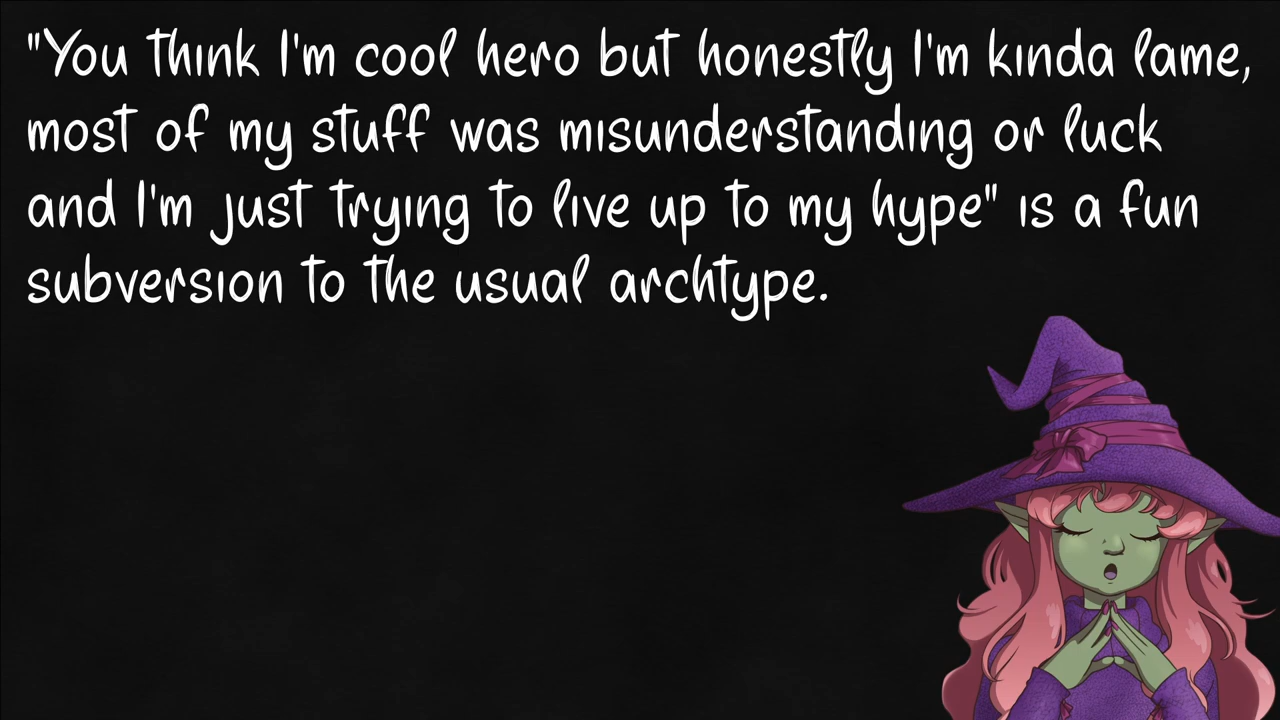 "You think I'm cool hero but honestly I'm kinda lame,
most of my stuff was misunderstanding or luck
and I'm just trying to live up to my hype" is a fun
subversion to the usual archtype.